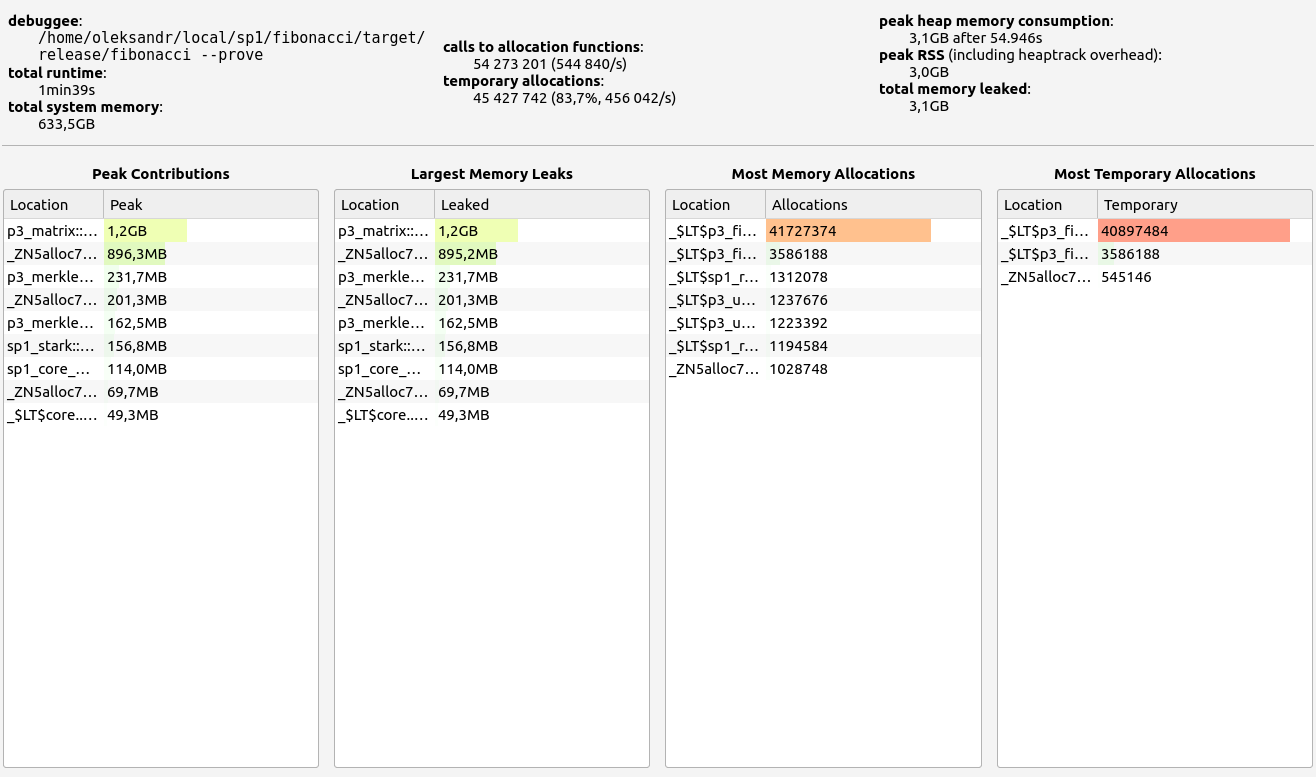 debuggee:
/home/oleksandr/local/sp1/fibonacci/target/
release/fibonacci --prove
total runtime:
1min39s
total system memory:
633,5GB
calls to allocation functions:
54 273 201 (544 840/s)
temporary allocations:
45 427 742 (83,7%, 456 042/s)
peak heap memory consumption:
3,1GB after 54.946s
peak RSS (including heaptrack overhead):
3,0GB
total memory leaked:
3,1GB
Peak Contributions
Location Peak
p3_matrix::... 1,2GB
_ZN5alloc7... 896,3MB
p3_merkle... 231,7MB
_ZN5alloc7... 201,3MB
p3_merkle... 162,5MB
sp1_stark::... 156,8MB
sp1_core_... 114,0MB
_ZN5alloc7... 69,7MB
_$LT$core..... 49,3MB
Largest Memory Leaks
Location Leaked
p3_matrix::... 1,2GB
_ZN5alloc7... 895,2MB
p3_merkle... 231,7MB
_ZN5alloc7... 201,3MB
p3_merkle... 162,5MB
sp1_stark::... 156,8MB
sp1_core_... 114,0MB
_ZN5alloc7... 69,7MB
_$LT$core..... 49,3MB
Most Memory Allocations
Location Allocations
_$LT$p3_fi... 41727374
_$LT$p3_fi... 3586188
_$LT$sp1_r... 1312078
_$LT$p3_u... 1237676
_$LT$p3_u... 1223392
_$LT$sp1_r... 1194584
_ZN5alloc7... 1028748
Most Temporary Allocations
Location Temporary
_$LT$p3_fi... 40897484
_$LT$p3_fi... 3586188
_ZN5alloc7... 545146